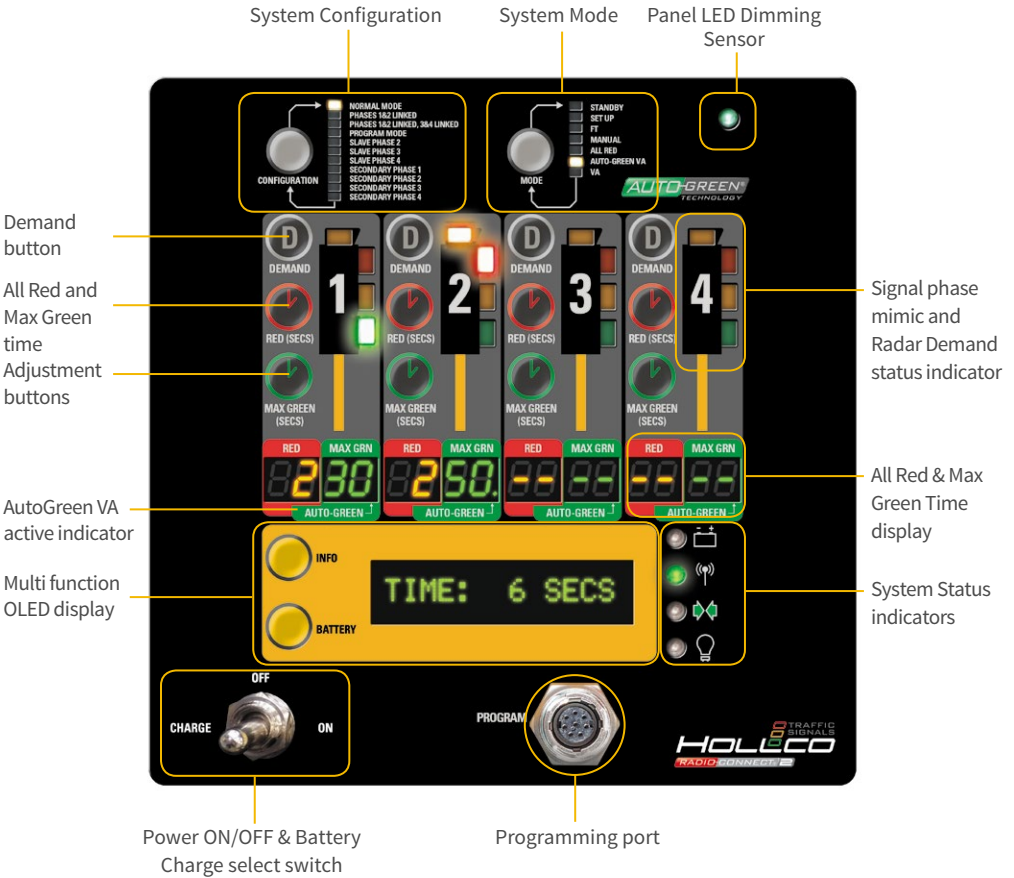 System Configuration
System Mode
Panel LED Dimming
Sensor
NORMAL MODE
PHASES 1&2 LINKED
PHASES 1&2 LINKED, 3&4 LINKED
PROGRAM MODE
SLAVE PHASE 2
SLAVE PHASE 3
SLAVE PHASE 4
SECONDARY PHASE 1
SECONDARY PHASE 2
SECONDARY PHASE 3
SECONDARY PHASE 4
CONFIGURATION
STANDBY
SET UP
FT
MANUAL
ALL RED
AUTO-GREEN VA
VA
MODE
AUTO-GREEN®
TECHNOLOGY
Demand
button
All Red and
Max Green
time
Adjustment
buttons
AutoGreen VA
active indicator
Multi function
OLED display
D
DEMAND
1
RED (SECS)
MAX GREEN
(SECS)
D
DEMAND
2
RED (SECS)
MAX GREEN
(SECS)
D
DEMAND
3
RED (SECS)
MAX GREEN
(SECS)
D
DEMAND
4
RED (SECS)
MAX GREEN
(SECS)
Signal phase
mimic and
Radar Demand
status indicator
RED MAX GRN
2 30
AUTO-GREEN
RED MAX GRN
2 50.
AUTO-GREEN
RED MAX GRN
-- --
AUTO-GREEN
RED MAX GRN
-- --
AUTO-GREEN
All Red & Max
Green Time
display
INFO
BATTERY
TIME: 6 SECS
System Status
indicators
OFF
CHARGE
ON
PROGRAM
TRAFFIC
SIGNALS
HOLLCO
RADIO-CONNECT 2
Power ON/OFF & Battery
Charge select switch
Programming port